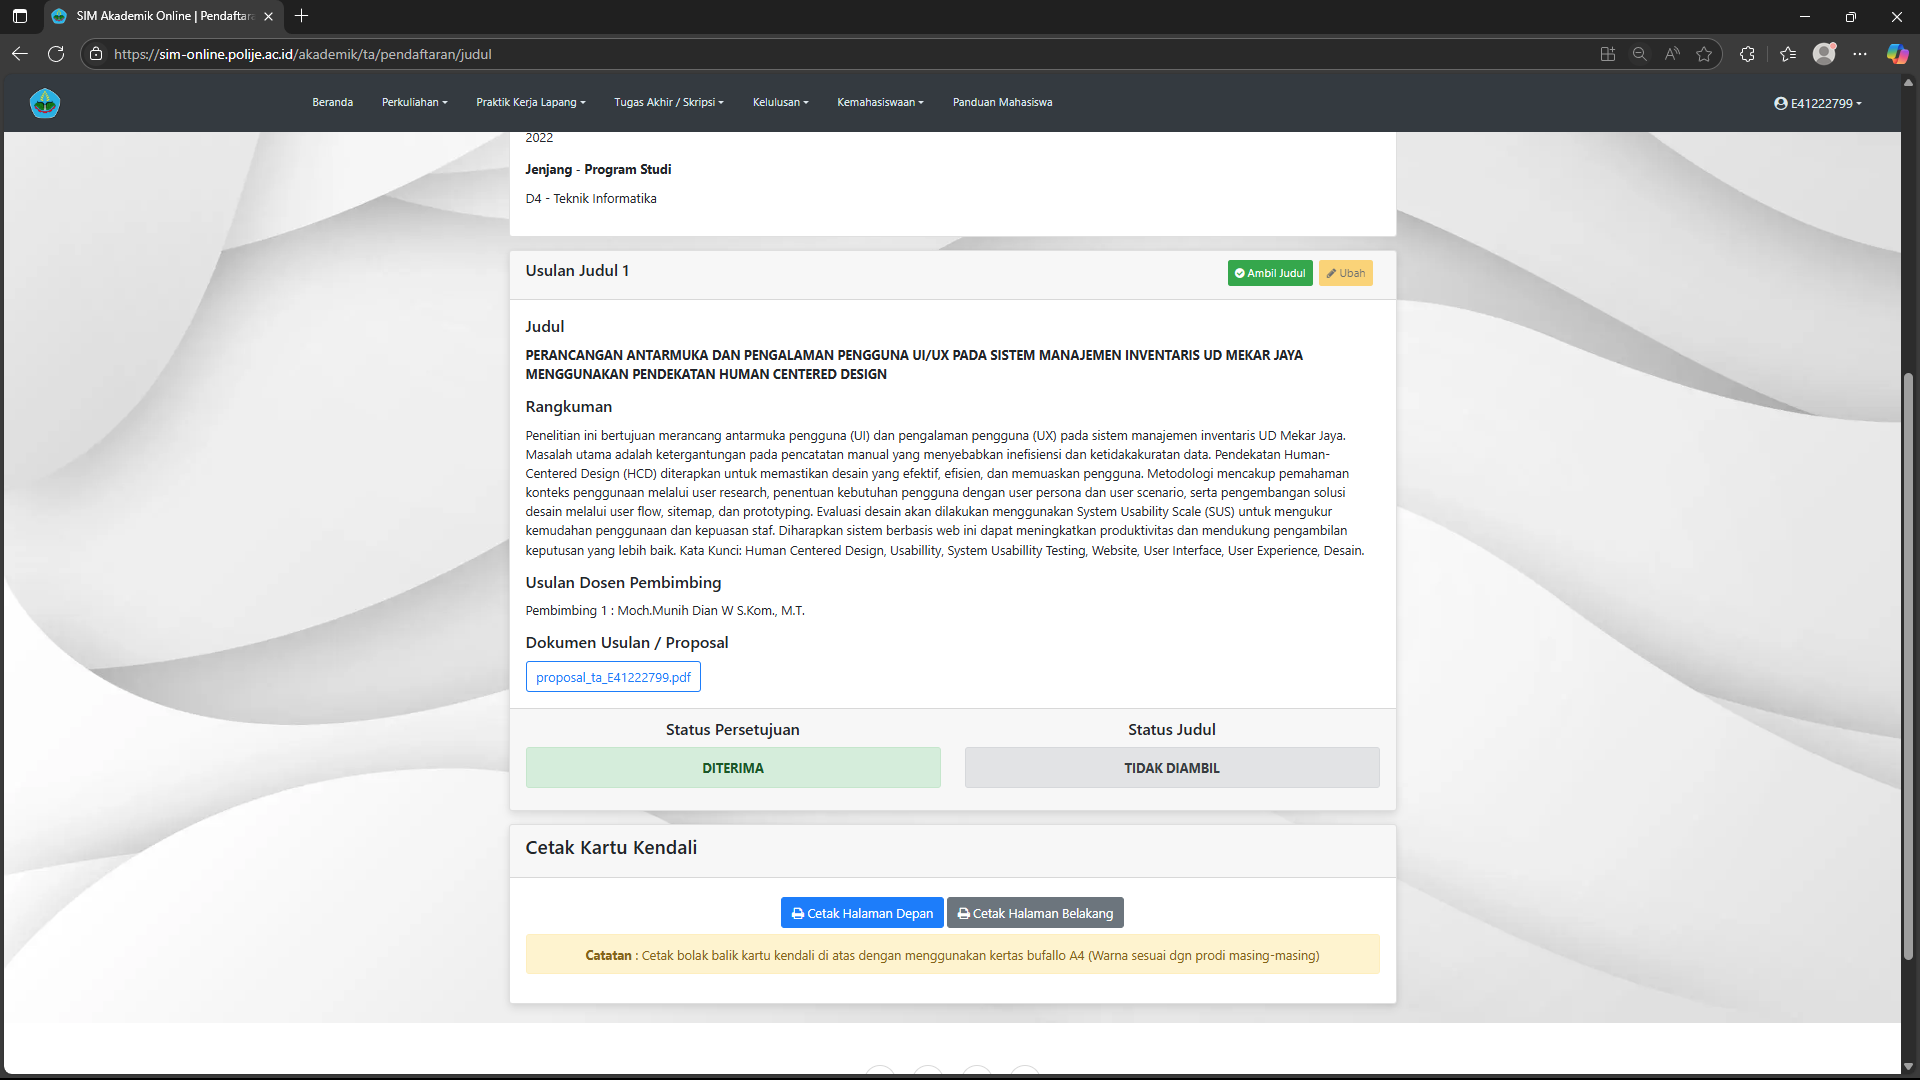 SIM Akademik Online | Pendaftar
https://sim-online.polije.ac.id/akademik/ta/pendaftaran/judul
Beranda Perkuliahan Praktik Kerja Lapang Tugas Akhir / Skripsi Kelulusan Kemahasiswaan Panduan Mahasiswa E41222799
2022
Jenjang - Program Studi
D4 - Teknik Informatika
Usulan Judul 1
Ambil Judul Ubah
Judul
PERANCANGAN ANTARMUKA DAN PENGALAMAN PENGGUNA UI/UX PADA SISTEM MANAJEMEN INVENTARIS UD MEKAR JAYA
MENGGUNAKAN PENDEKATAN HUMAN CENTERED DESIGN
Rangkuman
Penelitian ini bertujuan merancang antarmuka pengguna (UI) dan pengalaman pengguna (UX) pada sistem manajemen inventaris UD Mekar Jaya.
Masalah utama adalah ketergantungan pada pencatatan manual yang menyebabkan inefisiensi dan ketidakakuratan data. Pendekatan Human-
Centered Design (HCD) diterapkan untuk memastikan desain yang efektif, efisien, dan memuaskan pengguna. Metodologi mencakup pemahaman
konteks penggunaan melalui user research, penentuan kebutuhan pengguna dengan user persona dan user scenario, serta pengembangan solusi
desain melalui user flow, sitemap, dan prototyping. Evaluasi desain akan dilakukan menggunakan System Usability Scale (SUS) untuk mengukur
kemudahan penggunaan dan kepuasan staf. Diharapkan sistem berbasis web ini dapat meningkatkan produktivitas dan mendukung pengambilan
keputusan yang lebih baik. Kata Kunci: Human Centered Design, Usabillity, System Usabillity Testing, Website, User Interface, User Experience, Desain.
Usulan Dosen Pembimbing
Pembimbing 1 : Moch.Munih Dian W S.Kom., M.T.
Dokumen Usulan / Proposal
proposal_ta_E41222799.pdf
Status Persetujuan Status Judul
DITERIMA TIDAK DIAMBIL
Cetak Kartu Kendali
Cetak Halaman Depan Cetak Halaman Belakang
Catatan : Cetak bolak balik kartu kendali di atas dengan menggunakan kertas bufallo A4 (Warna sesuai dgn prodi masing-masing)